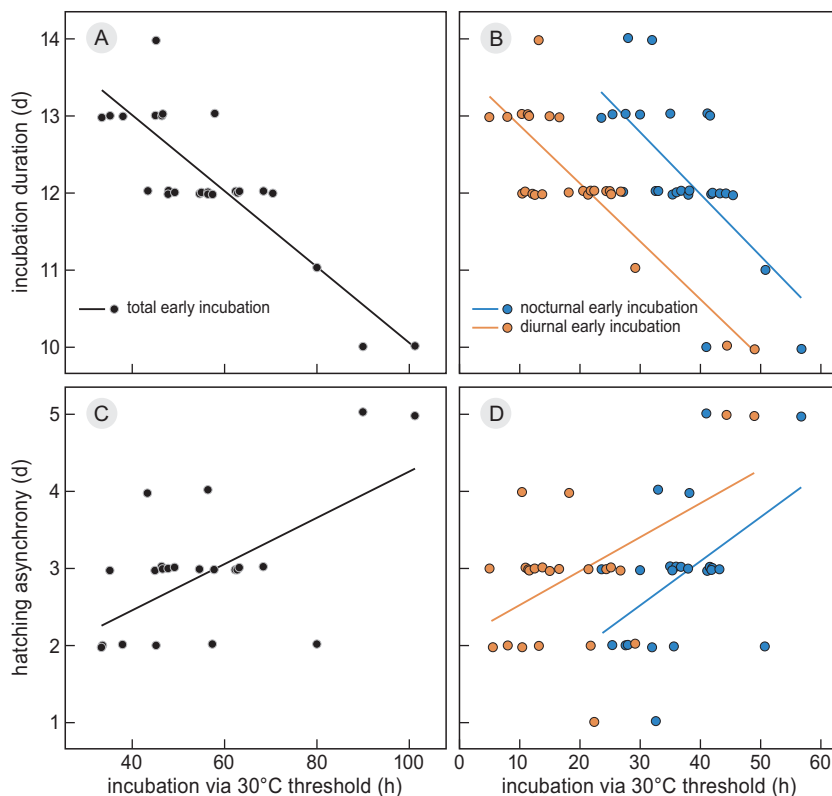 A
B
14
13
12
11
10
incubation duration (d)
total early incubation
nocturnal early incubation
diurnal early incubation
C
D
5
4
3
2
1
hatching asynchrony (d)
40 60 80 100
0 10 20 30 40 50 60
incubation via 30°C threshold (h)
incubation via 30°C threshold (h)